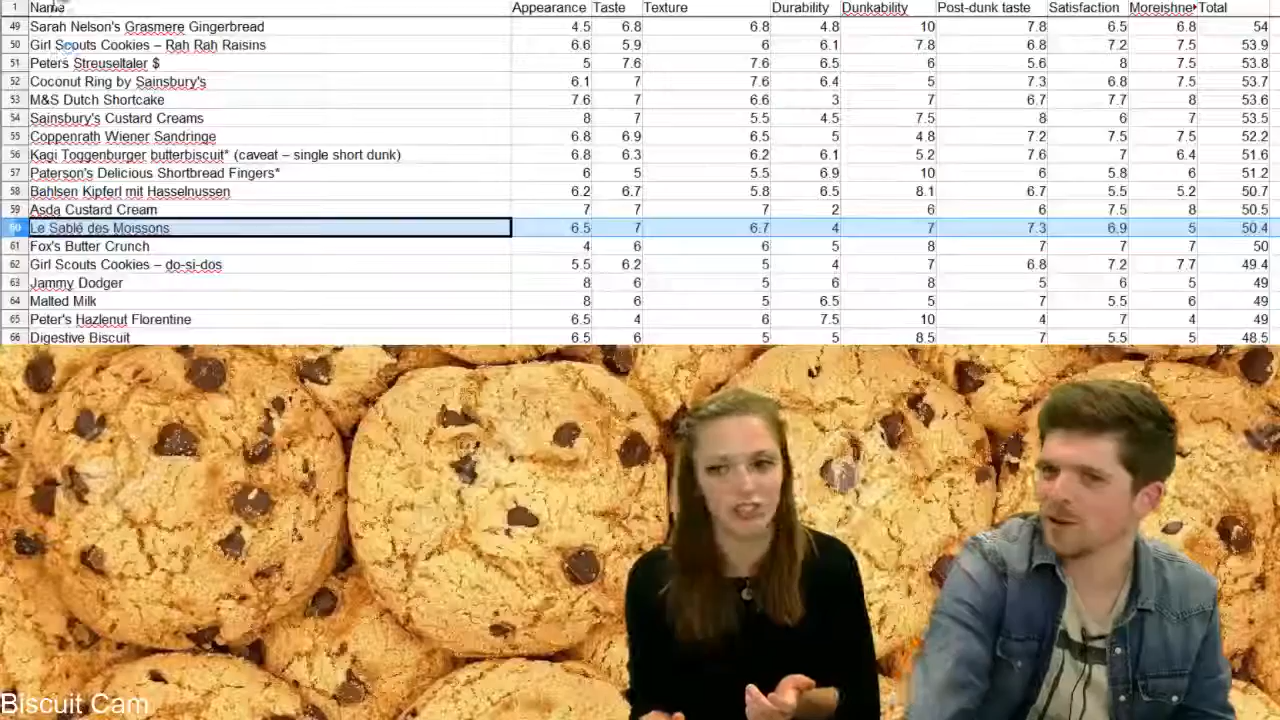 1 Name Appearance Taste Texture Durability Dunkability Post-dunk taste Satisfaction Moreishne Total
49 Sarah Nelson's Grasmere Gingerbread 4.5 6.8 6.8 4.8 10 7.8 6.5 6.8 54
50 Girl Scouts Cookies – Rah Rah Raisins 6.6 5.9 6 6.1 7.8 6.8 7.2 7.5 53.9
51 Peters Streuseltaler $ 5 7.6 7.6 6.5 6 5.6 8 7.5 53.8
52 Coconut Ring by Sainsbury's 6.1 7 7.6 6.4 5 7.3 6.8 7.5 53.7
53 M&S Dutch Shortcake 7.6 7 6.6 3 7 6.7 7.7 8 53.6
54 Sainsbury's Custard Creams 8 7 5.5 4.5 7.5 8 6 7 53.5
55 Coppenrath Wiener Sandringe 6.8 6.9 6.5 5 4.8 7.2 7.5 7.5 52.2
56 Kagi Toggenburger butterbiscuit* (caveat – single short dunk) 6.8 6.3 6.2 6.1 5.2 7.6 7 6.4 51.6
57 Paterson's Delicious Shortbread Fingers* 6 5 5.5 6.9 10 6 5.8 6 51.2
58 Bahlsen Kipferl mit Hasselnussen 6.2 6.7 5.8 6.5 8.1 6.7 5.5 5.2 50.7
59 Asda Custard Cream 7 7 7 2 6 6 7.5 8 50.5
60 Le Sablé des Moissons 6.5 7 6.7 4 7 7.3 6.9 5 50.4
61 Fox's Butter Crunch 4 6 6 5 8 7 7 7 50
62 Girl Scouts Cookies – do-si-dos 5.5 6.2 5 4 7 6.8 7.2 7.7 49.4
63 Jammy Dodger 8 6 5 6 8 5 6 5 49
64 Malted Milk 8 6 5 6.5 5 7 5.5 6 49
65 Peter's Hazlenut Florentine 6.5 4 6 7.5 10 4 7 4 49
66 Digestive Biscuit 6.5 6 5 5 8.5 7 5.5 5 48.5
Biscuit Cam